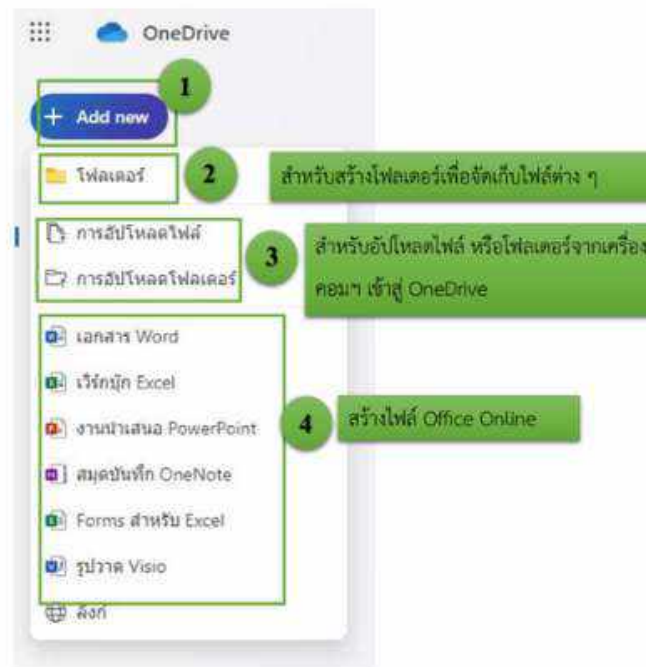 OneDrive
1
+ Add new
โฟลเดอร์
2
สำหรับสร้างโฟลเดอร์เพื่อจัดเก็บไฟล์ต่าง ๆ
การอัปโหลดไฟล์
การอัปโหลดโฟลเดอร์
3
สำหรับอัปโหลดไฟล์ หรือโฟลเดอร์จากเครื่อง
คอมฯ เข้าสู่ OneDrive
เอกสาร Word
เวิร์กบุ๊ก Excel
งานนำเสนอ PowerPoint
สมุดบันทึก OneNote
Forms สำหรับ Excel
รูปวาด Visio
4
สร้างไฟล์ Office Online
ลิงก์